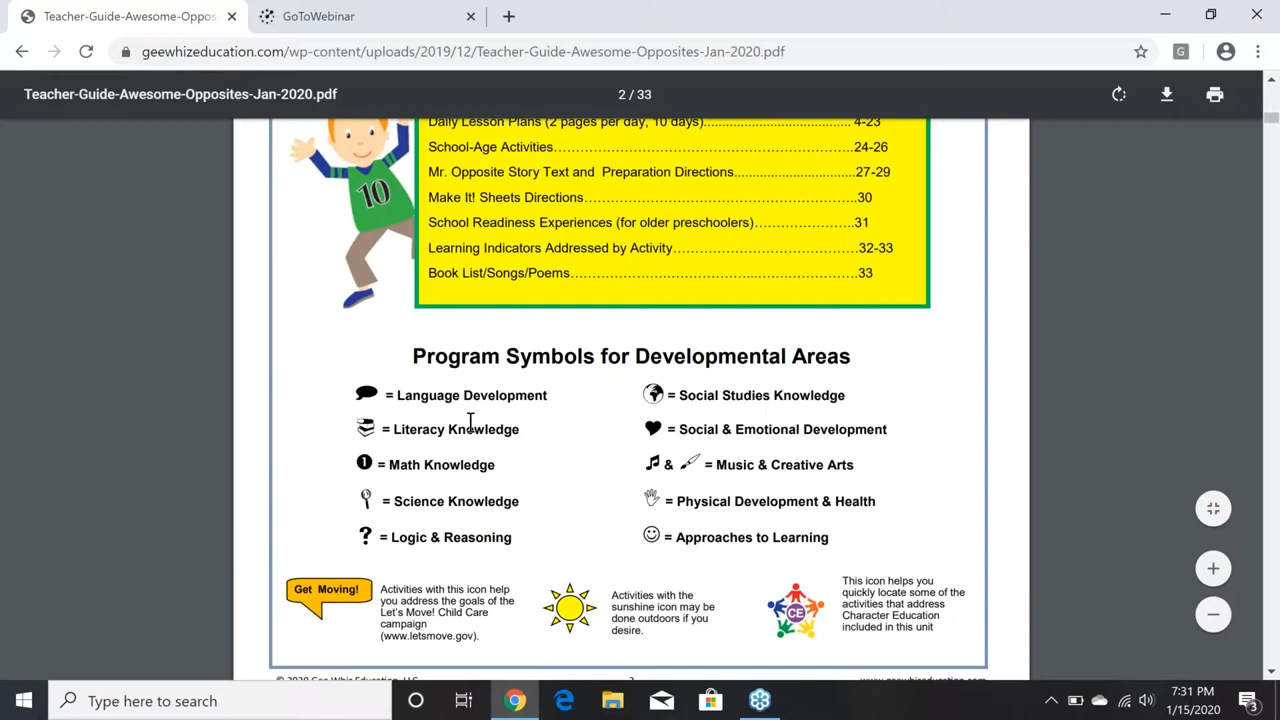 Teacher-Guide-Awesome-Oppos
GoToWebinar
geewhizeducation.com/wp-content/uploads/2019/12/Teacher-Guide-Awesome-Opposites-Jan-2020.pdf
G
Teacher-Guide-Awesome-Opposites-Jan-2020.pdf
2 / 33
10
Daily Lesson Plans (2 pages per day, 10 days)............................... 4-23
School-Age Activities……………………………………24-26
Mr. Opposite Story Text and Preparation Directions...............................27-29
Make It! Sheets Directions………………………………..30
School Readiness Experiences (for older preschoolers)…………………..31
Learning Indicators Addressed by Activity……………………32-33
Book List/Songs/Poems…………………………………33
Program Symbols for Developmental Areas
= Language Development
= Social Studies Knowledge
= Literacy Knowledge
= Social & Emotional Development
1 = Math Knowledge
& = Music & Creative Arts
= Science Knowledge
= Physical Development & Health
? = Logic & Reasoning
= Approaches to Learning
Get Moving!
Activities with this icon help
you address the goals of the
Let's Move! Child Care
campaign
(www.letsmove.gov).
Activities with the
sunshine icon may be
done outdoors if you
desire.
CE
This icon helps you
quickly locate some of the
activities that address
Character Education
included in this unit
Type here to search
7:31 PM
1/15/2020
3